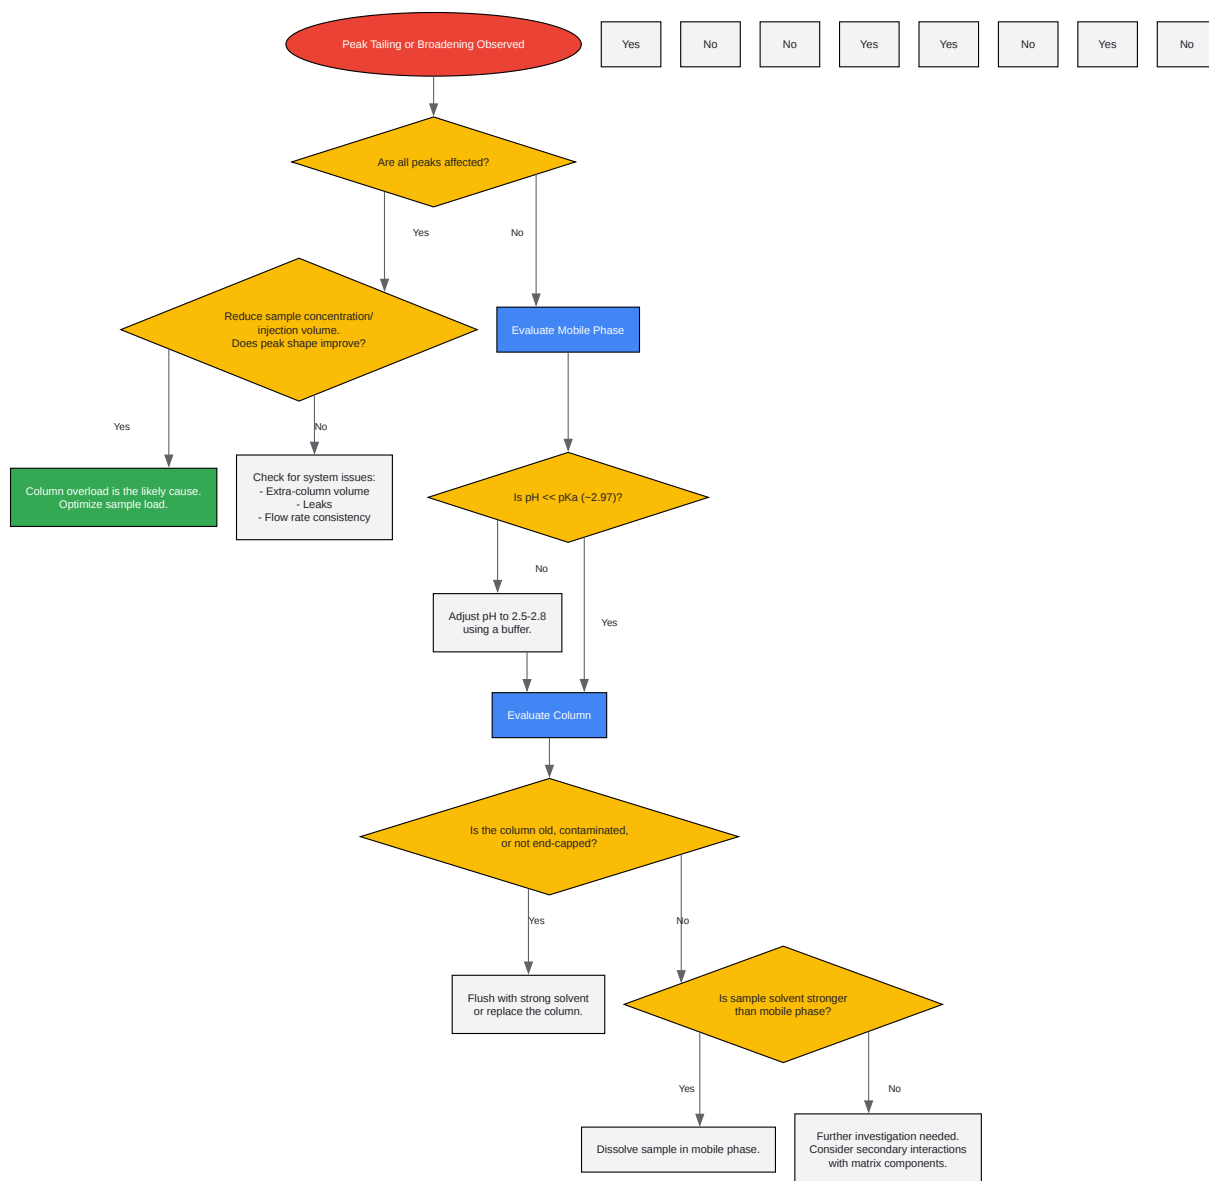 Peak Tailing or Broadening Observed
Yes
No
No
Yes
Yes
No
Yes
No
Are all peaks affected?
Yes
No
Reduce sample concentration/
injection volume.
Does peak shape improve?
Evaluate Mobile Phase
Yes
No
Column overload is the likely cause.
Optimize sample load.
Check for system issues:
- Extra-column volume
- Leaks
- Flow rate consistency
Is pH << pKa (~2.97)?
No
Yes
Adjust pH to 2.5-2.8
using a buffer.
Evaluate Column
Is the column old, contaminated,
or not end-capped?
Yes
No
Flush with strong solvent
or replace the column.
Is sample solvent stronger
than mobile phase?
Yes
No
Dissolve sample in mobile phase.
Further investigation needed.
Consider secondary interactions
with matrix components.